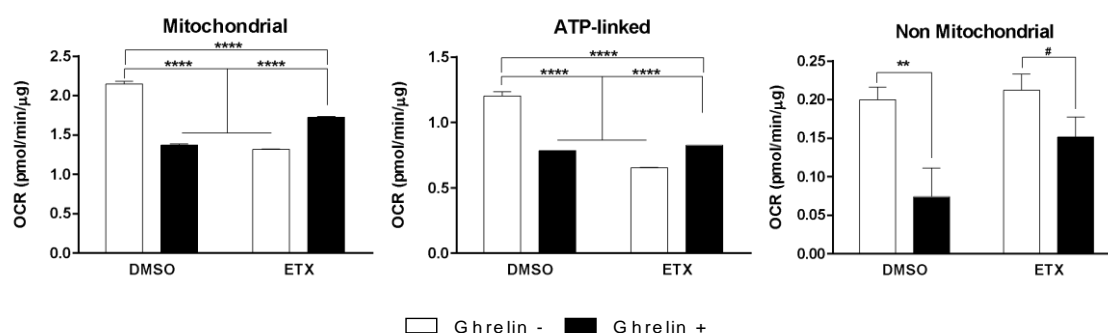 Mitochondrial
****
****
****
OCR (pmol/min/µg)
2.5
2.0
1.5
1.0
0.5
0.0
DMSO
ETX
ATP-linked
****
****
****
OCR (pmol/min/µg)
1.5
1.0
0.5
0.0
DMSO
ETX
Non Mitochondrial
**
#
OCR (pmol/min/µg)
0.25
0.20
0.15
0.10
0.05
0.00
DMSO
ETX
Ghrelin -
Ghrelin +